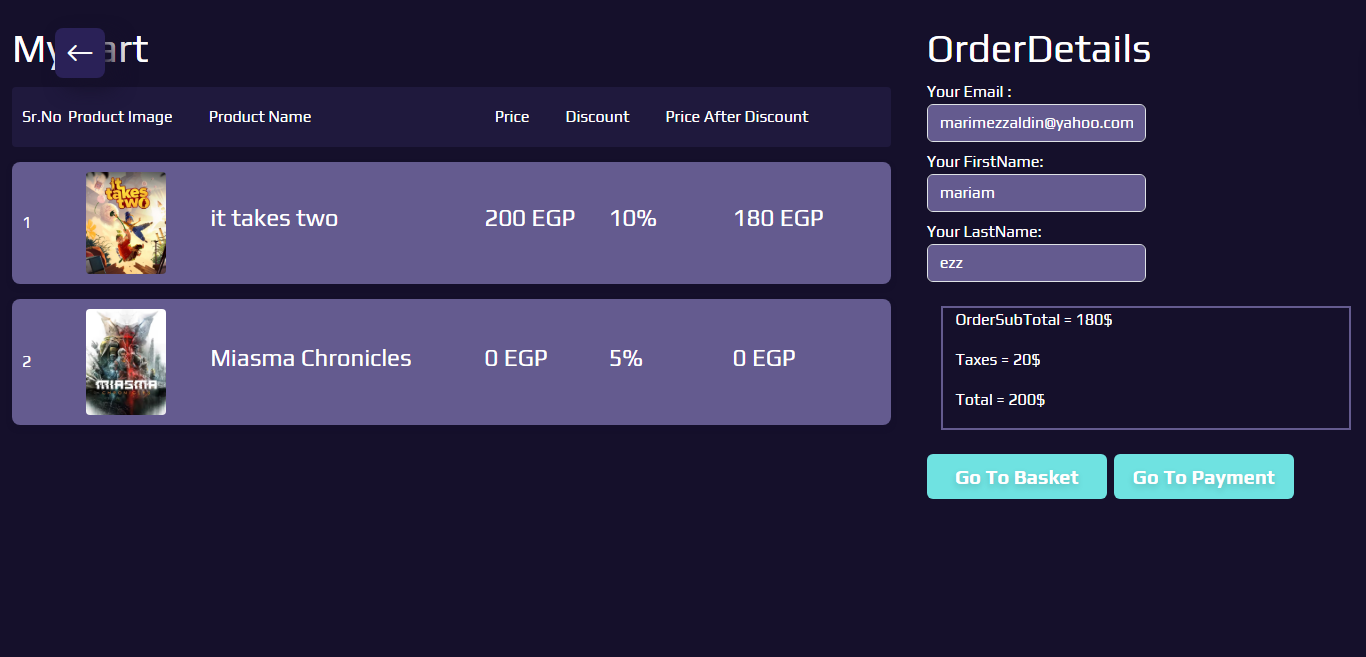 My art
Sr.No Product Image Product Name Price Discount Price After Discount
1 it takes two it takes two 200 EGP 10% 180 EGP
2 MIASMA Miasma Chronicles 0 EGP 5% 0 EGP
OrderDetails
Your Email :
marimezzaldin@yahoo.com
Your FirstName:
mariam
Your LastName:
ezz
OrderSubTotal = 180$
Taxes = 20$
Total = 200$
Go To Basket Go To Payment